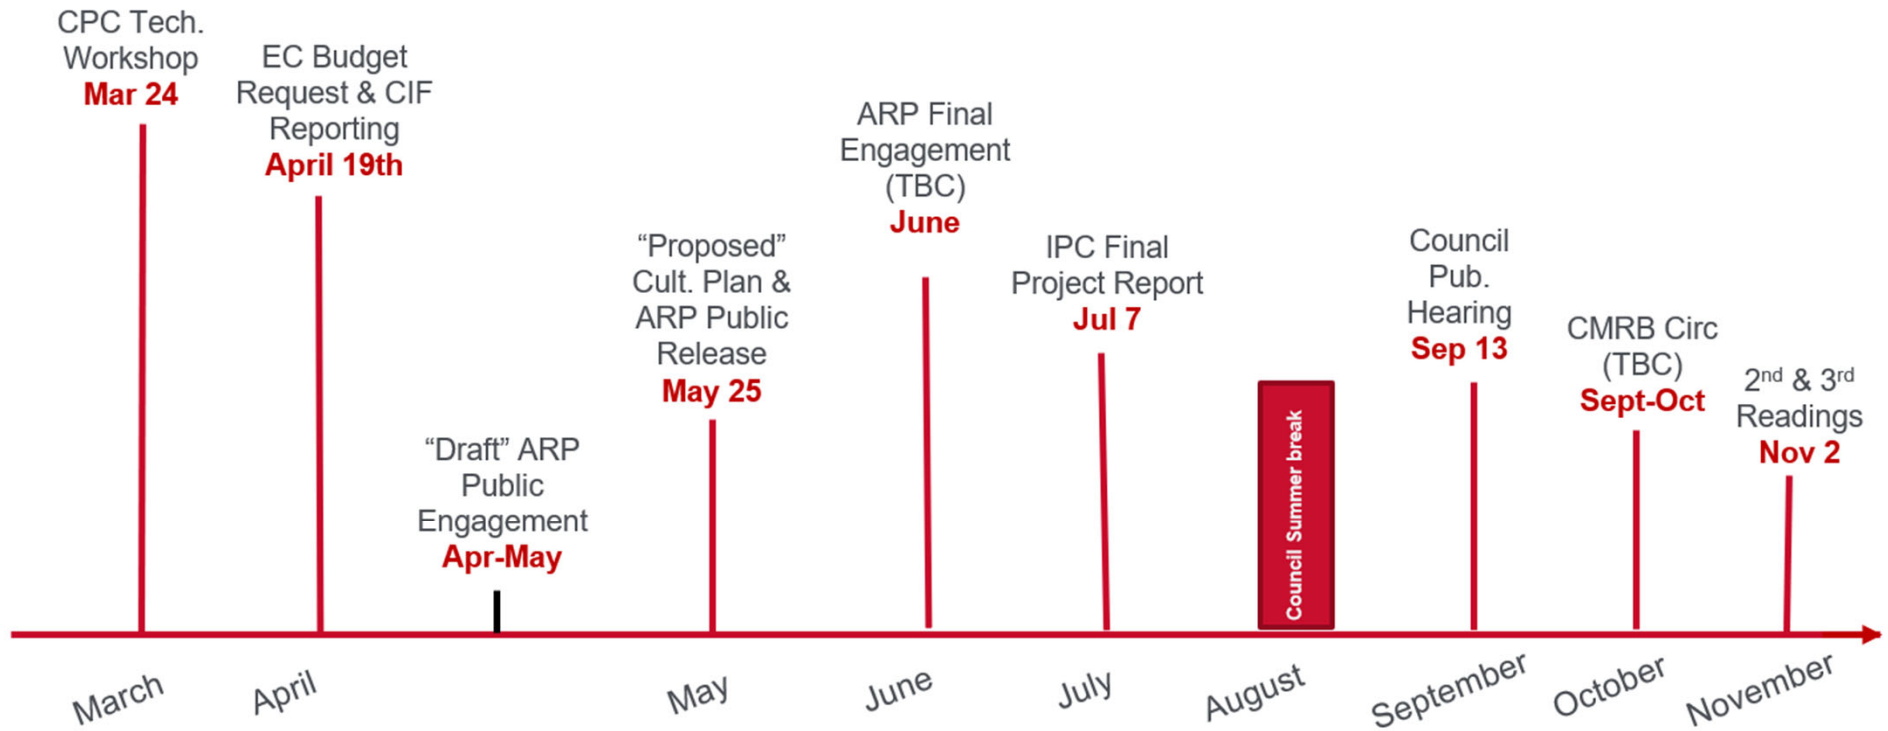 CPC Tech.
Workshop
Mar 24
EC Budget
Request & CIF
Reporting
April 19th
“Draft” ARP
Public
Engagement
Apr-May
“Proposed”
Cult. Plan &
ARP Public
Release
May 25
ARP Final
Engagement
(TBC)
June
IPC Final
Project Report
Jul 7
Council Summer break
Council
Pub.
Hearing
Sep 13
CMRB Circ
(TBC)
Sept-Oct
2nd & 3rd
Readings
Nov 2
March
April
May
June
July
August
September
October
November